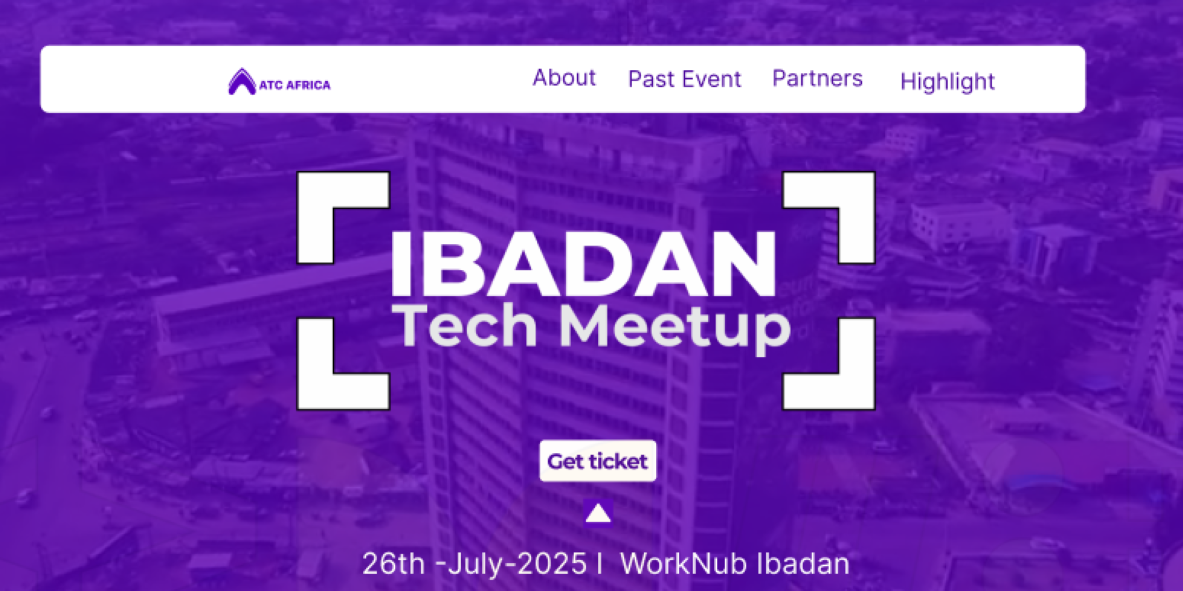 ATC AFRICA
About
Past Event
Partners
Highlight
IBADAN
Tech Meetup
Get ticket
26th -July-2025 I WorkNub Ibadan